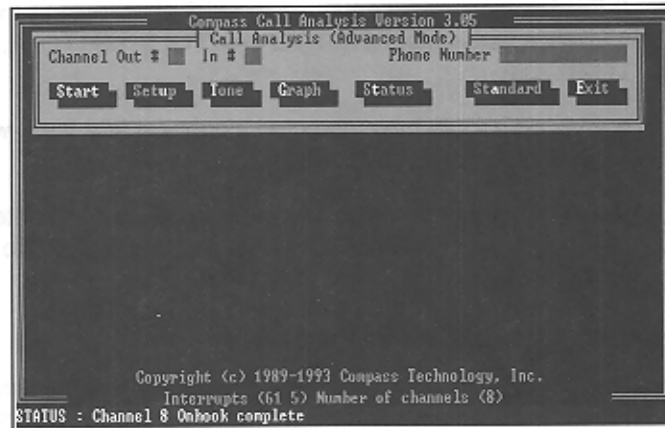 Compass Call Analysis Version 3.05
Call Analysis (Advanced Mode)
Channel Out # In # Phone Number
Start Setup Tone Graph Status Standard Exit
Copyright (c) 1989-1993 Compass Technology, Inc.
Interrupts (61 5) Number of channels (8)
STATUS : Channel 8 Onhook complete